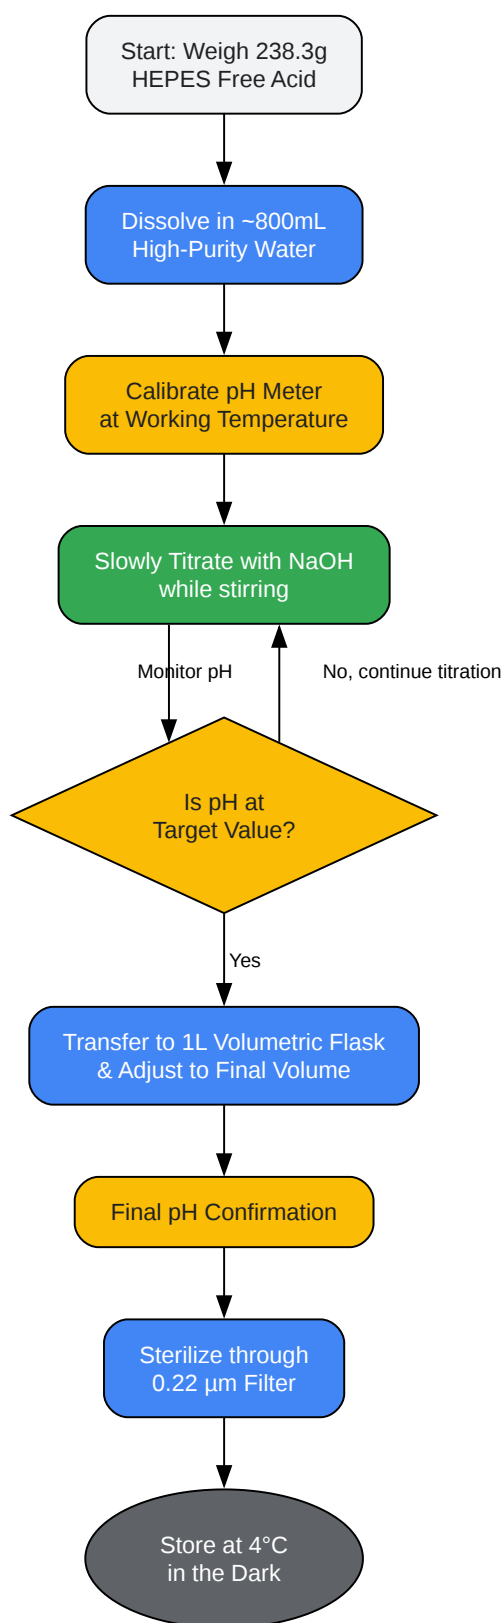 Start: Weigh 238.3g
HEPES Free Acid
Dissolve in ~800mL
High-Purity Water
Calibrate pH Meter
at Working Temperature
Slowly Titrate with NaOH
while stirring
Monitor pH
No, continue titration
Is pH at
Target Value?
Yes
Transfer to 1L Volumetric Flask
& Adjust to Final Volume
Final pH Confirmation
Sterilize through
0.22 µm Filter
Store at 4°C
in the Dark